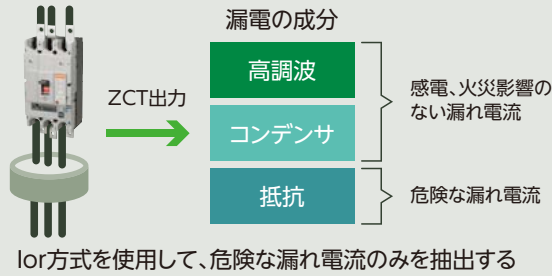 漏電の成分
ZCT出力
高調波
コンデンサ
抵抗
感電、火災影響の
ない漏れ電流
危険な漏れ電流
Ior方式を使用して、危険な漏れ電流のみを抽出する